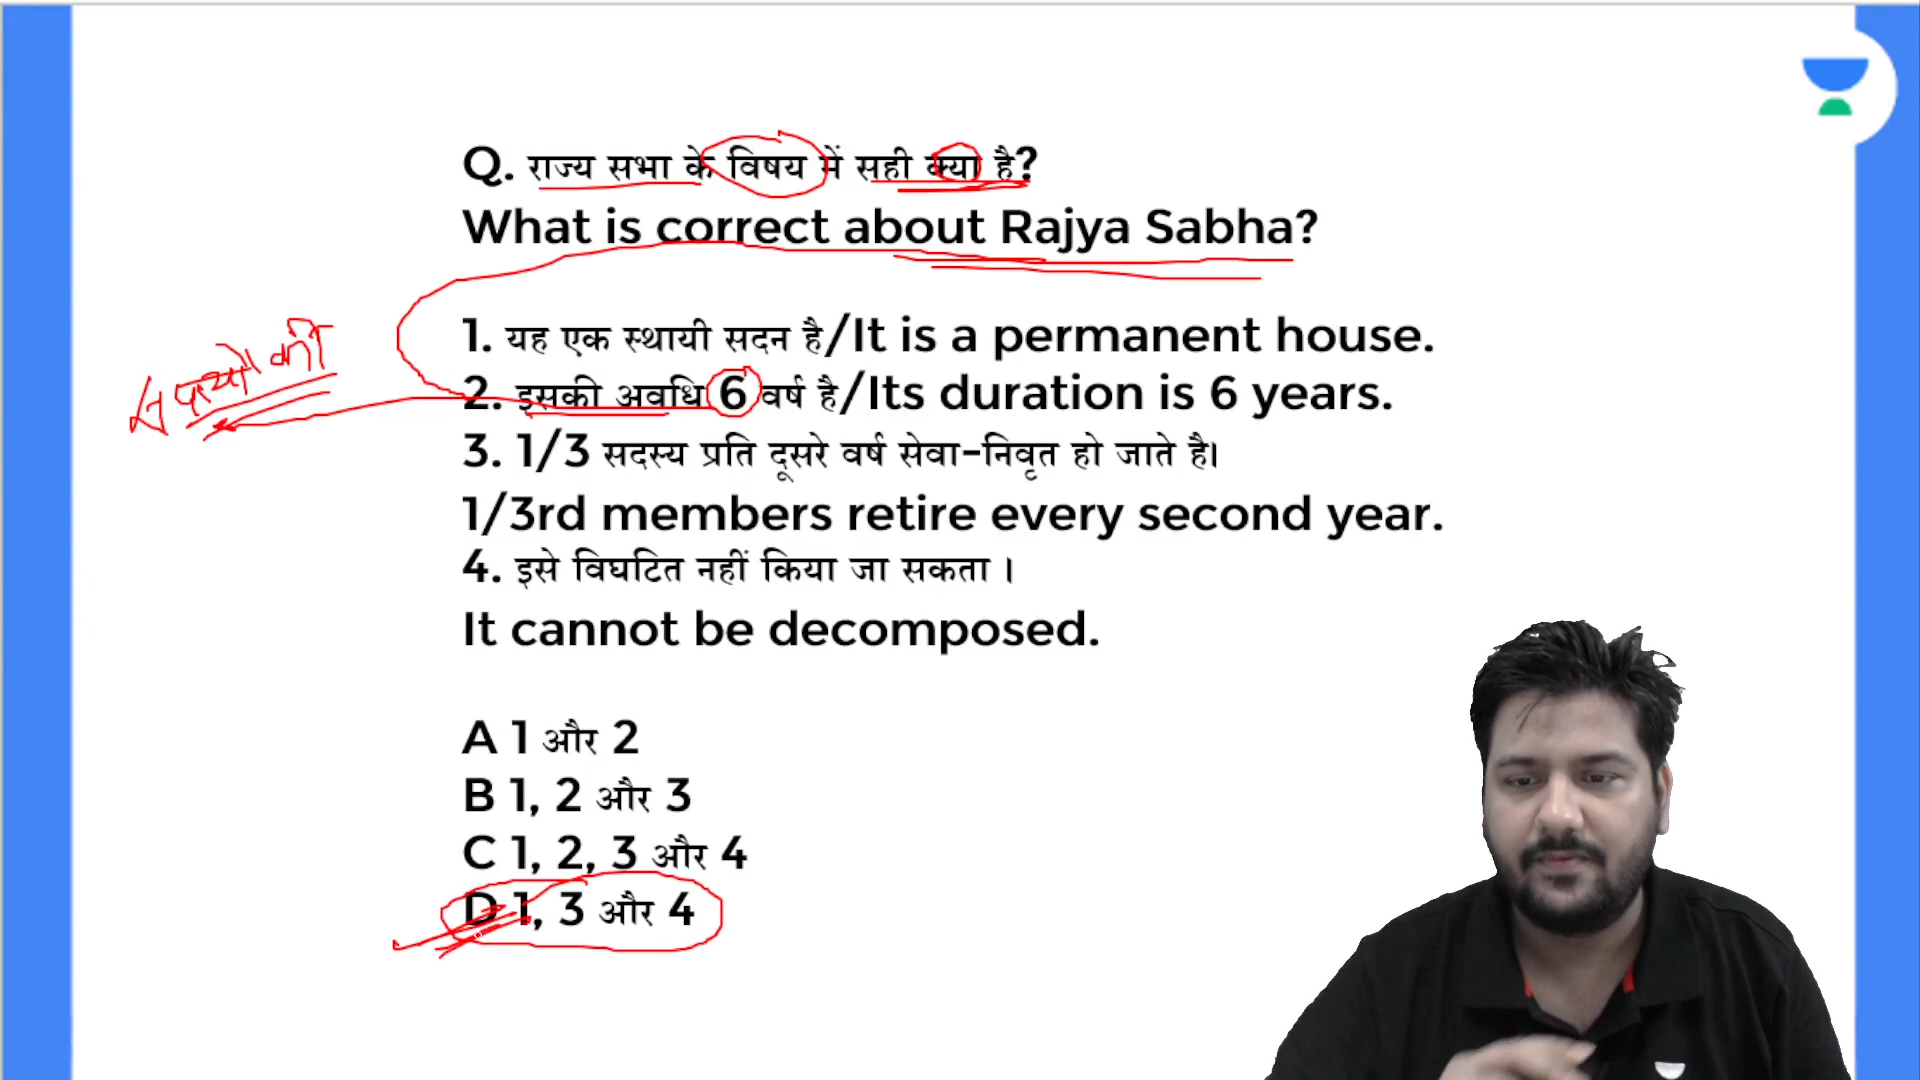 Q. राज्य सभा के विषय में सही क्या है?
What is correct about Rajya Sabha?
1. यह एक स्थायी सदन है/It is a permanent house.
2. इसकी अवधि 6 वर्ष है/Its duration is 6 years.
3. 1/3 सदस्य प्रति दूसरे वर्ष सेवा-निवृत हो जाते है।
1/3rd members retire every second year.
4. इसे विघटित नहीं किया जा सकता ।
It cannot be decomposed.
A 1 और 2
B 1, 2 और 3
C 1, 2, 3 और 4
D 1, 3 और 4